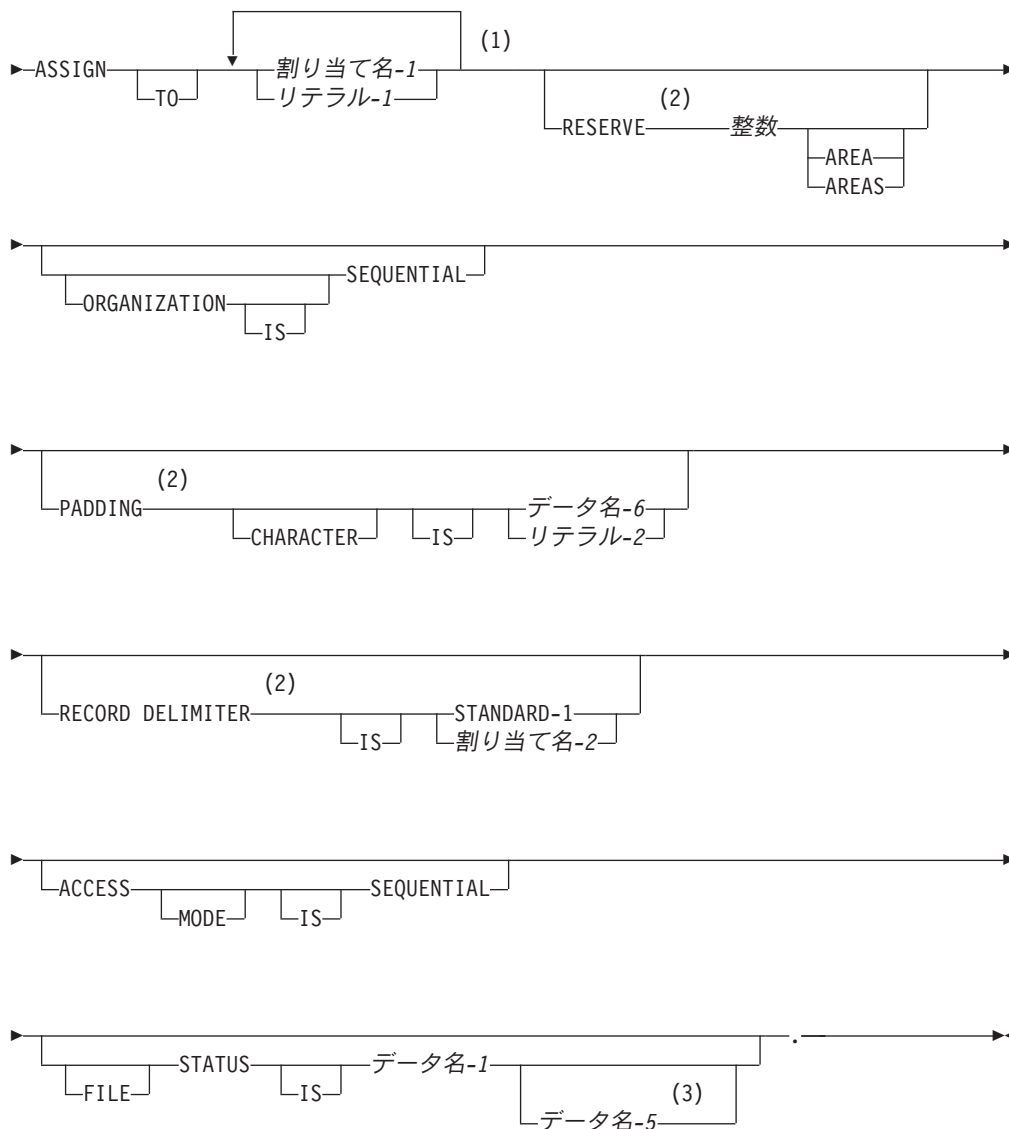 (1)
ASSIGN TO 割り当て名-1
リテラル-1
(2)
RESERVE 整数
AREA
AREAS
SEQUENTIAL
ORGANIZATION
IS
(2)
PADDING データ名-6
CHARACTER IS リテラル-2
(2)
RECORD DELIMITER STANDARD-1
IS 割り当て名-2
ACCESS SEQUENTIAL
MODE IS
STATUS データ名-1 .
FILE IS (3)
データ名-5